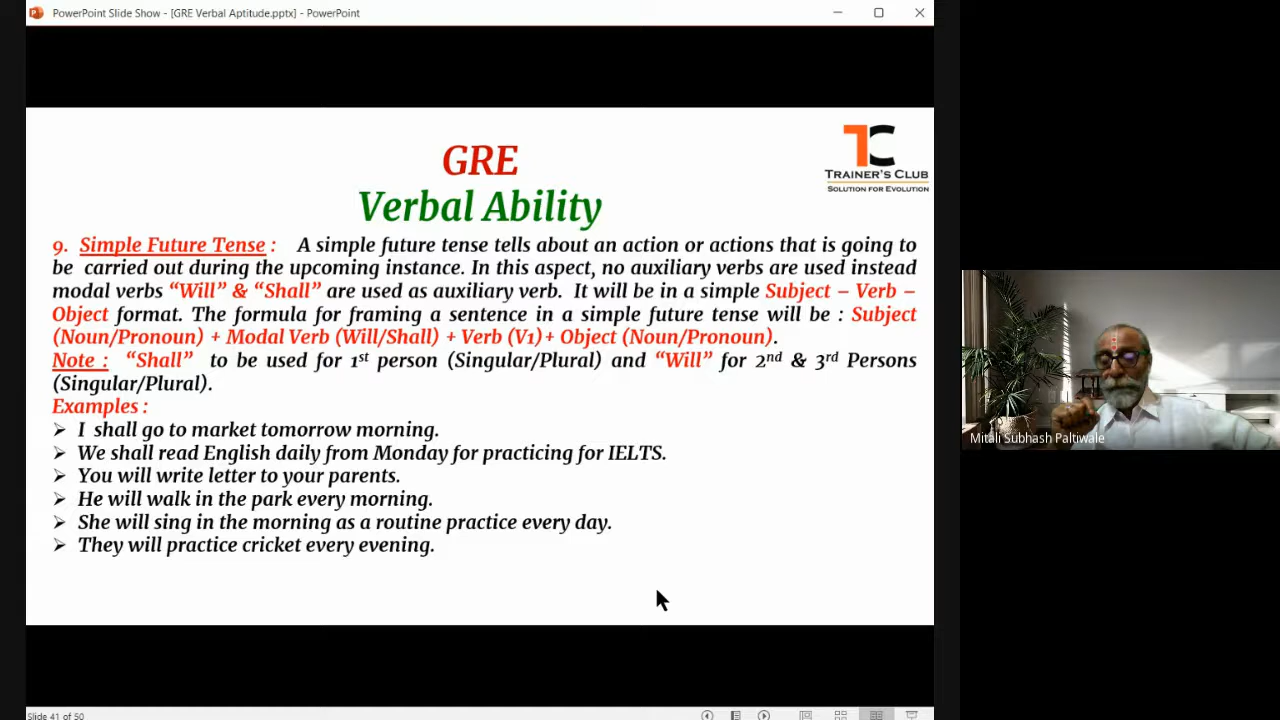 PowerPoint Slide Show - [GRE Verbal Aptitude.pptx] - PowerPoint
GRE
Verbal Ability
TC
TRAINER'S CLUB
SOLUTION FOR EVOLUTION
9. Simple Future Tense : A simple future tense tells about an action or actions that is going to
be carried out during the upcoming instance. In this aspect, no auxiliary verbs are used instead
modal verbs “Will” & “Shall” are used as auxiliary verb. It will be in a simple Subject – Verb –
Object format. The formula for framing a sentence in a simple future tense will be : Subject
(Noun/Pronoun) + Modal Verb (Will/Shall) + Verb (V1)+ Object (Noun/Pronoun).
Note : “Shall” to be used for 1st person (Singular/Plural) and “Will” for 2nd & 3rd Persons
(Singular/Plural).
Examples :
➢ I shall go to market tomorrow morning.
➢ We shall read English daily from Monday for practicing for IELTS.
➢ You will write letter to your parents.
➢ He will walk in the park every morning.
➢ She will sing in the morning as a routine practice every day.
➢ They will practice cricket every evening.
Mitali Subhash Paltiwale
Slide 41 of 50